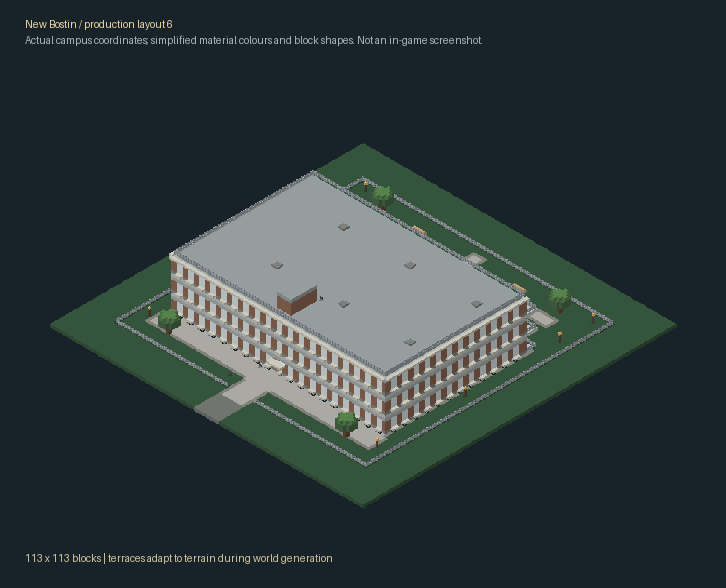 New Bostin / production layout 6
Actual campus coordinates; simplified material colours and block shapes. Not an in-game screenshot.
113 x 113 blocks | terraces adapt to terrain during world generation